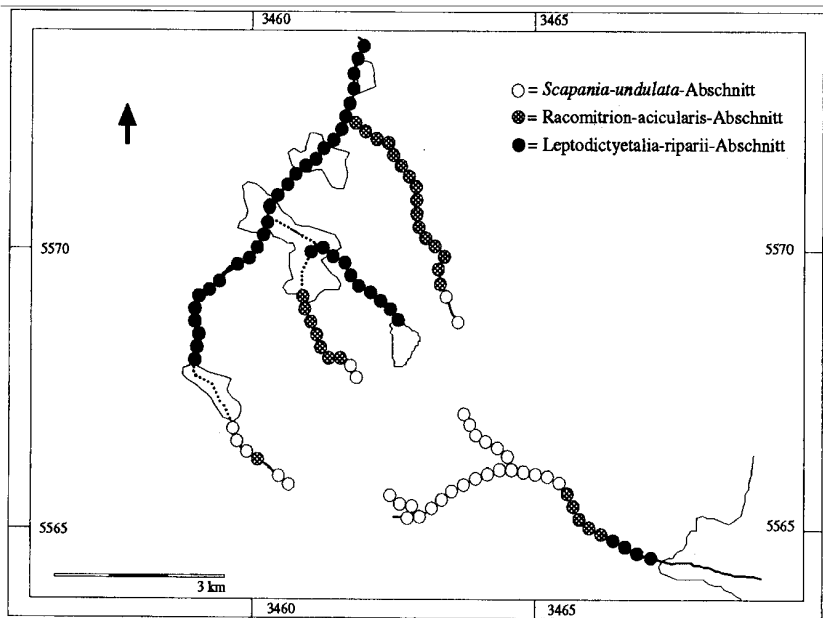 3460 3465
○ = Scapania-undulata-Abschnitt
= Racomitrion-acicularis-Abschnitt
● = Leptodictyetalia-riparii-Abschnitt
5570 5570
5565 5565
3 km
3460 3465